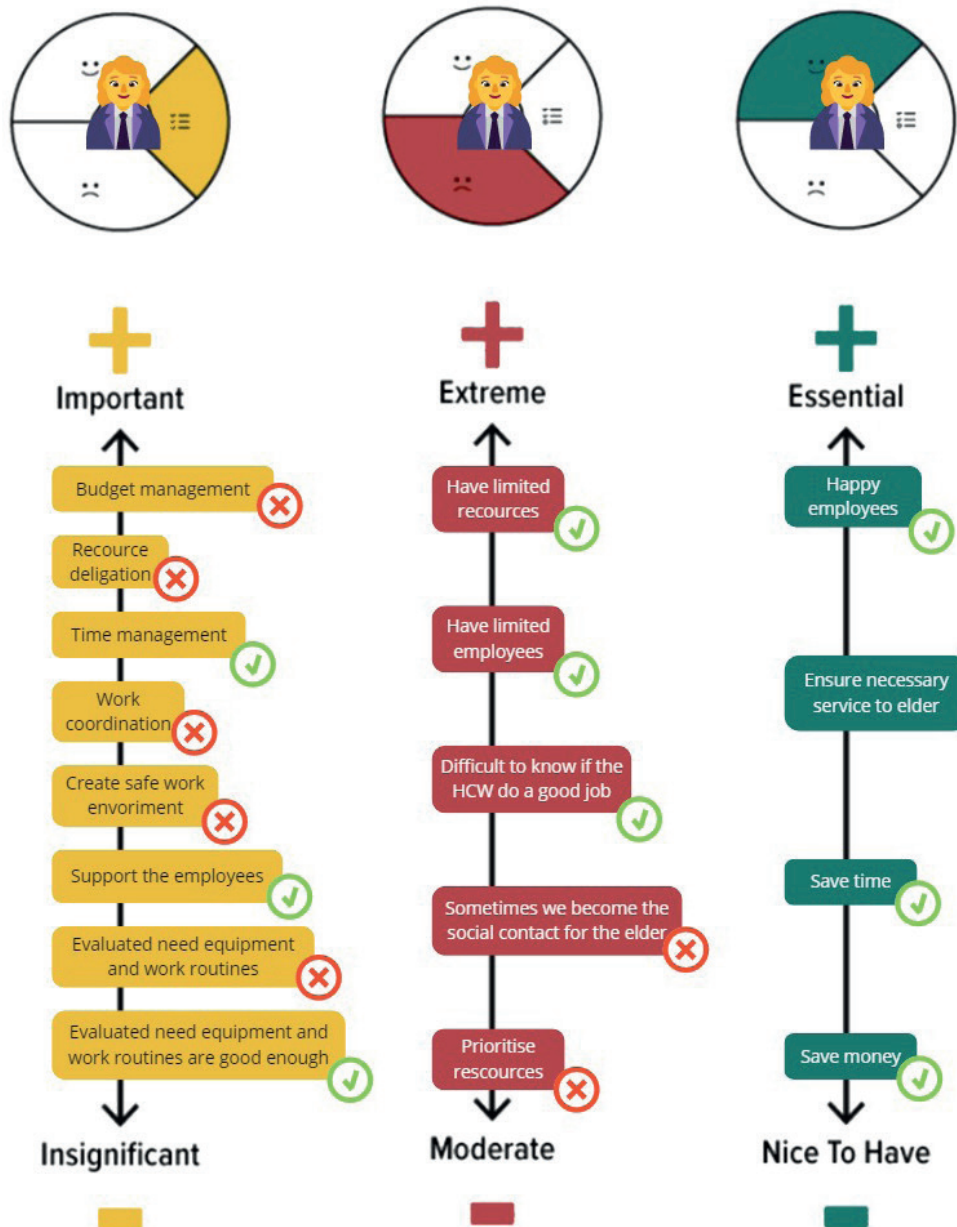 Important
Budget management
Recource
deligation
Time management
Work
coordination
Create safe work
envoriment
Support the employees
Evaluated need equipment
and work routines
Evaluated need equipment and
work routines are good enough
Insignificant
Extreme
Have limited
recources
Have limited
employees
Difficult to know if the
HCW do a good job
Sometimes we become the
social contact for the elder
Prioritise
rescources
Moderate
Essential
Happy
employees
Ensure necessary
service to elder
Save time
Save money
Nice To Have